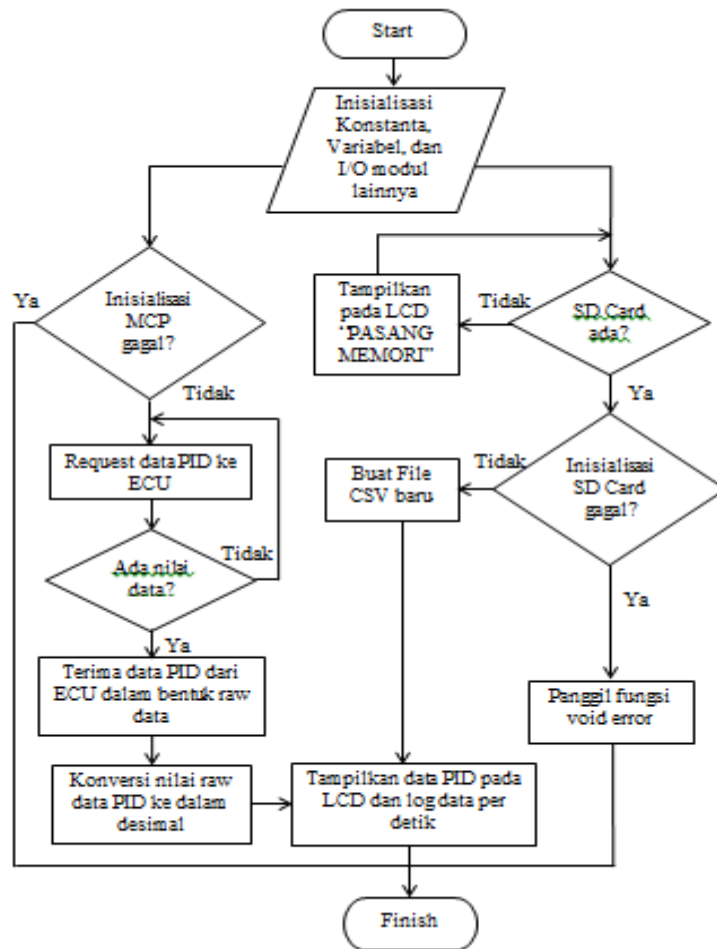 Start
Inisialisasi
Konstanta,
Variabel, dan
I/O modul
lainnya
Ya
Inisialisasi
MCP
gagal?
Tidak
Request data PID ke
ECU
Ada nilai
data?
Tidak
Ya
Terima data PID dari
ECU dalam bentuk raw
data
Konversi nilai raw
data PID ke dalam
desimal
Tampilkan
pada LCD
“PASANG
MEMORI”
Tidak
SD Card
ada?
Ya
Buat File
CSV baru
Tidak
Inisialisasi
SD Card
gagal?
Ya
Panggil fungsi
void error
Tampilkan data PID pada
LCD dan log data per
detik
Finish